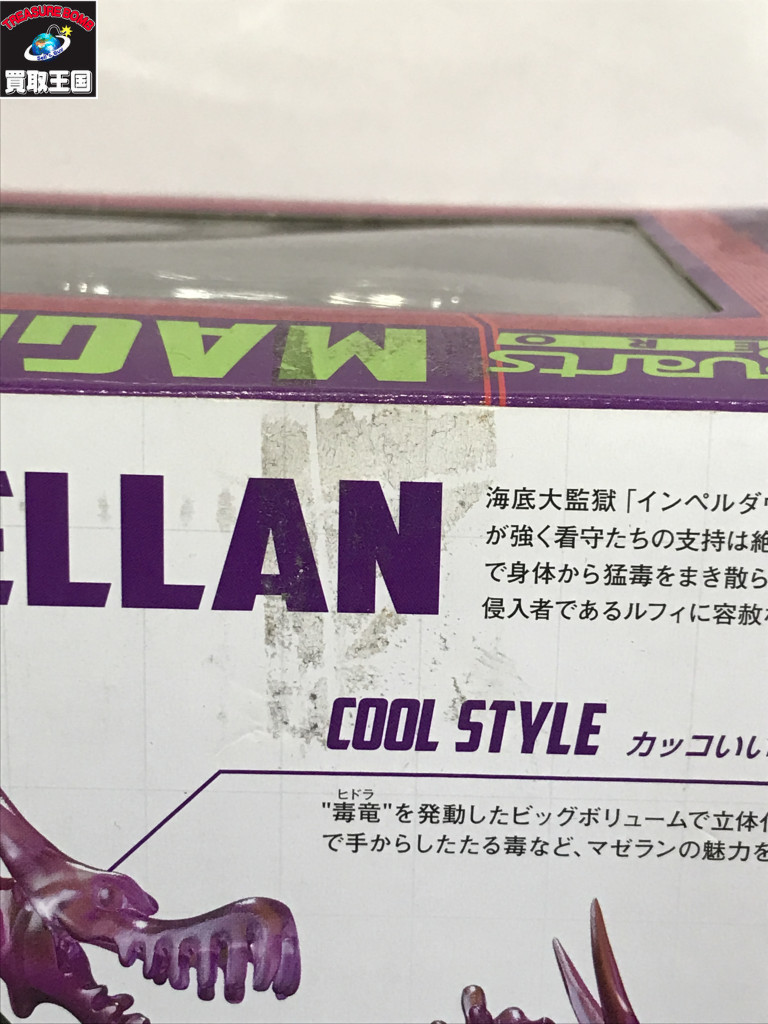 TREASURE BOMB
買取王国
MAG
uarts
ERO
ELLAN
海底大監獄「インペルダウ
が強く看守たちの支持は絶
で身体から猛毒をまき散ら
侵入者であるルフィに容赦な
COOL STYLE カッコいい
ヒドラ
"毒竜"を発動したビッグボリュームで立体化
で手からしたたる毒など、マゼランの魅力を